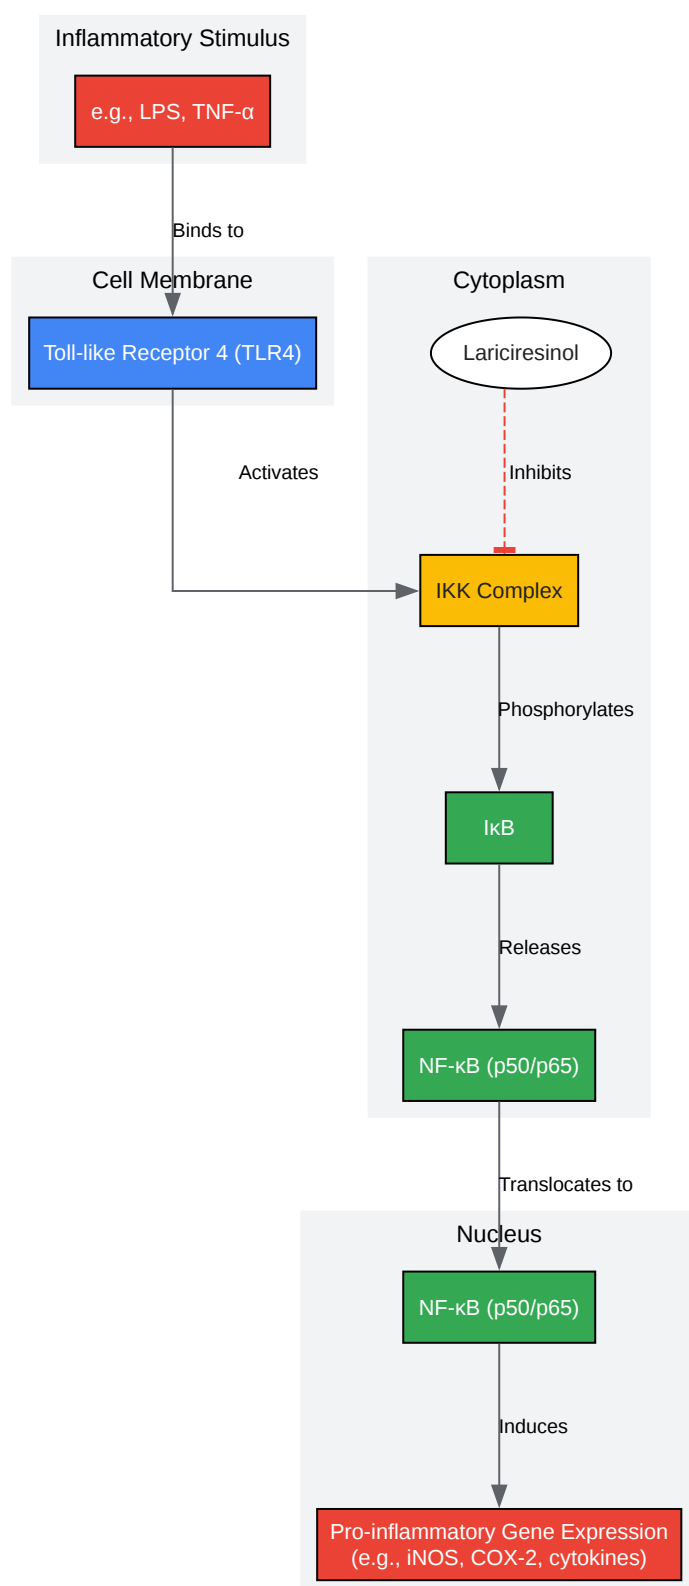 Inflammatory Stimulus
e.g., LPS, TNF-α
Binds to
Cell Membrane
Toll-like Receptor 4 (TLR4)
Cytoplasm
Lariciresinol
Activates
Inhibits
IKK Complex
Phosphorylates
IκB
Releases
NF-κB (p50/p65)
Translocates to
Nucleus
NF-κB (p50/p65)
Induces
Pro-inflammatory Gene Expression
(e.g., iNOS, COX-2, cytokines)